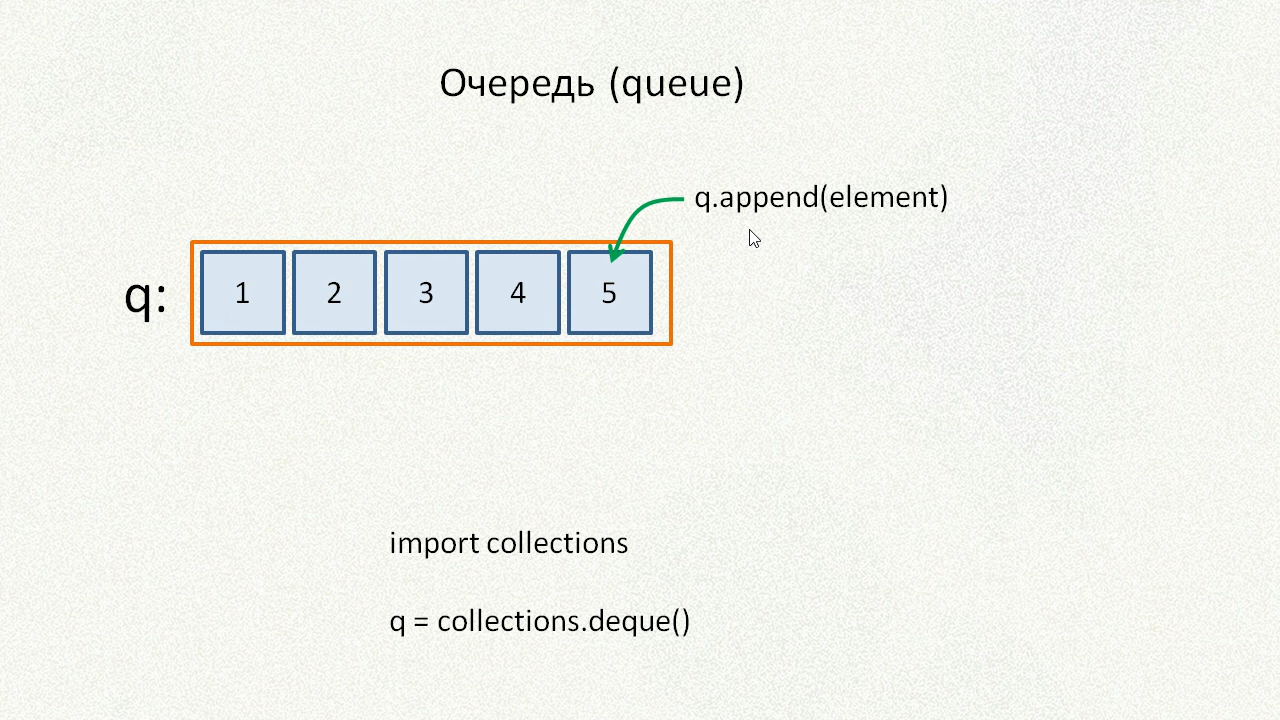 Очередь (queue)
q.append(element)
q: 1 2 3 4 5
import collections
q = collections.deque()